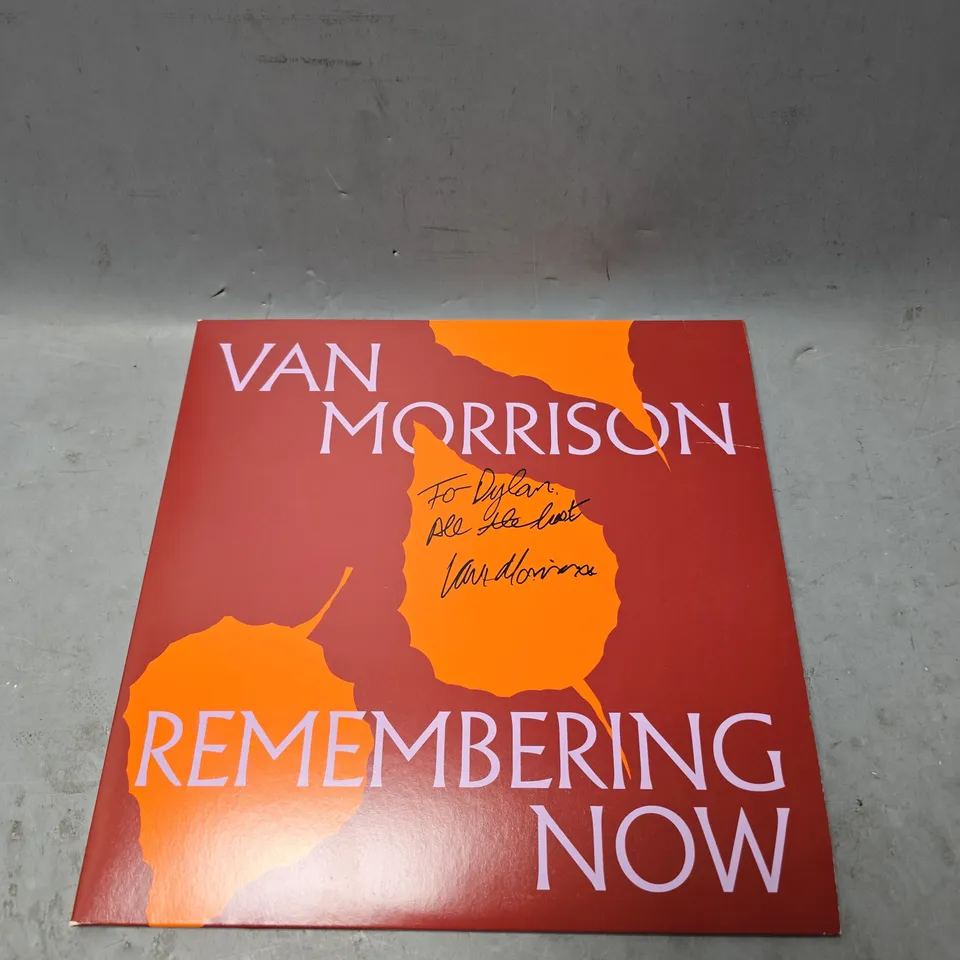 VAN
MORRISON
To Dylan.
All the best
Van Morrison
REMEMBERING
NOW